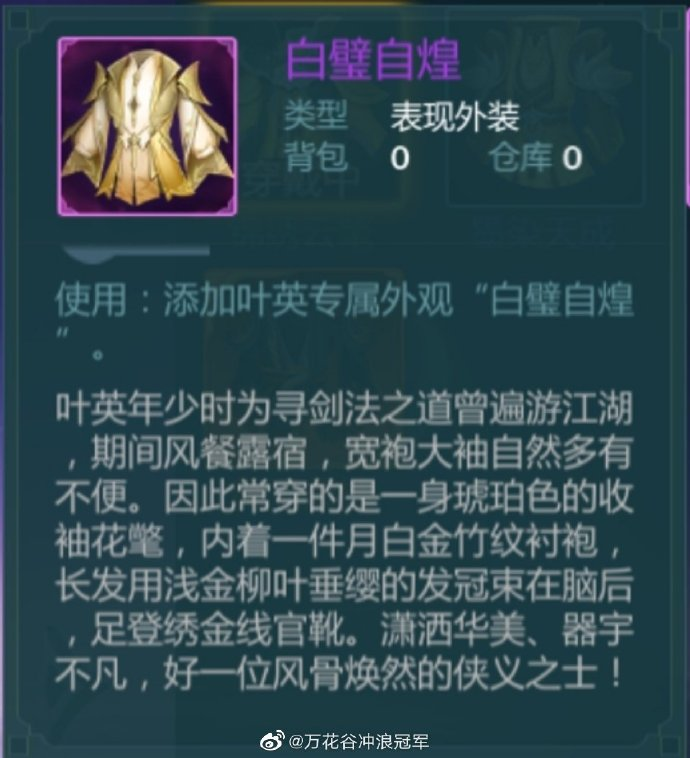 白璧自煌
类型 表现外装
背包 0 仓库 0
穿戴中
使用：添加叶英专属外观“白璧自煌
”。
叶英年少时为寻剑法之道曾遍游江湖
，期间风餐露宿，宽袍大袖自然多有
不便。因此常穿的是一身琥珀色的收
袖花氅，内着一件月白金竹纹衬袍，
长发用浅金柳叶垂缨的发冠束在脑后
，足登绣金线官靴。潇洒华美、器宇
不凡，好一位风骨焕然的侠义之士！
@万花谷冲浪冠军